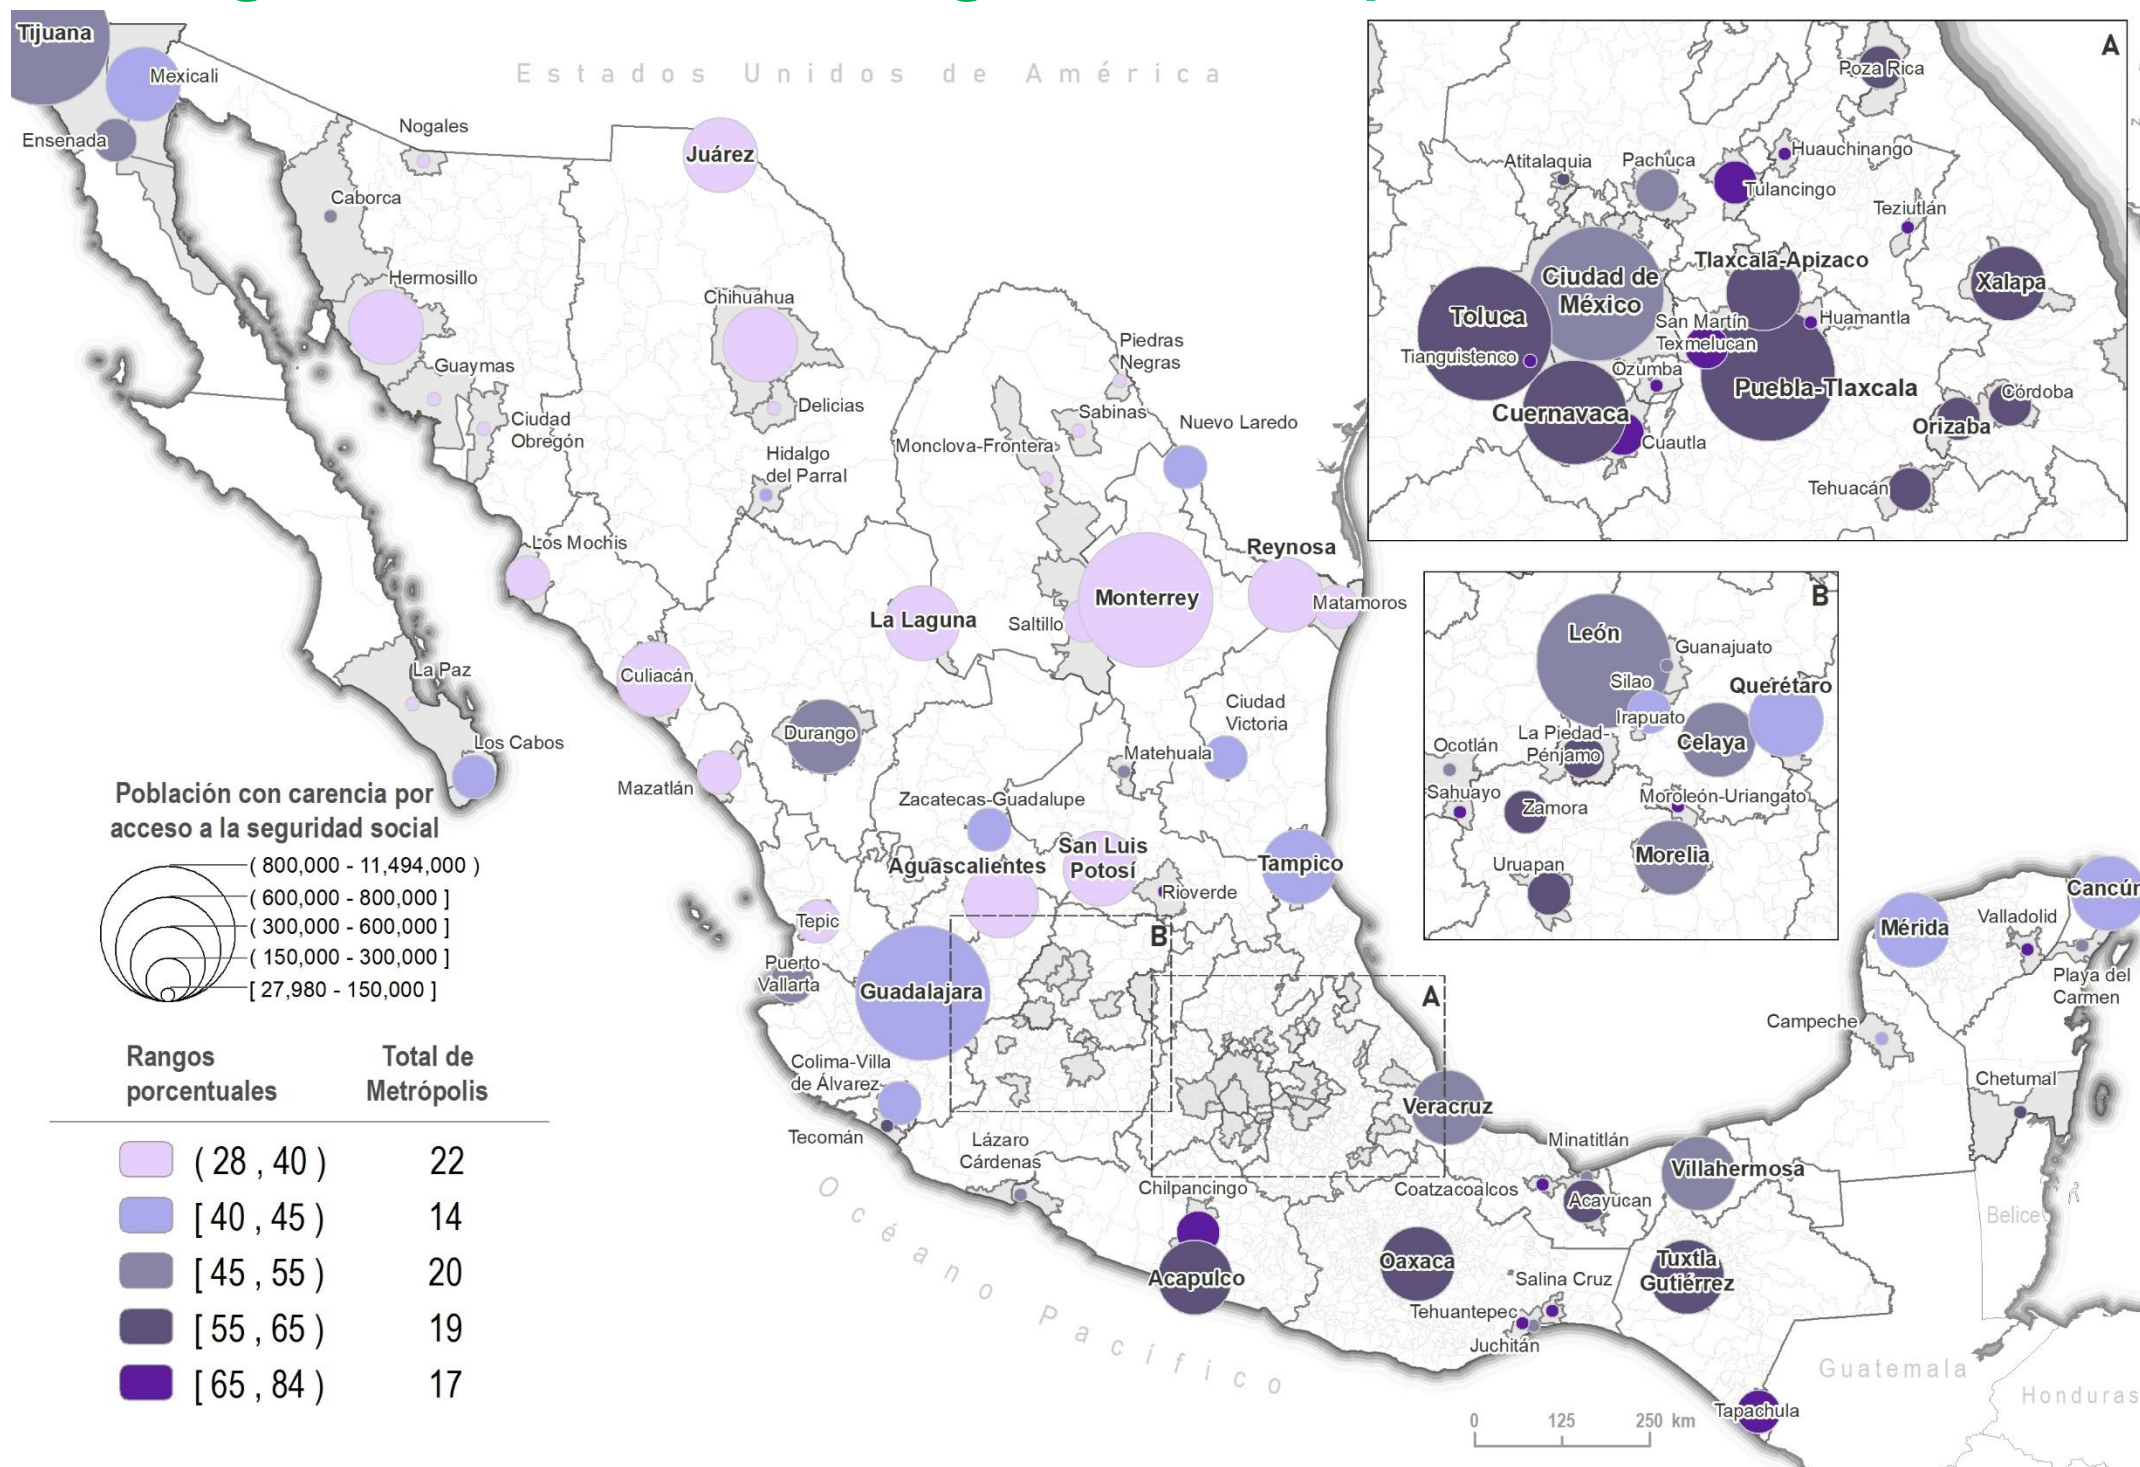 Estados Unidos de América
Tijuana
Mexicali
Ensenada
Nogales
Caborca
Hermosillo
Guaymas
Ciudad
Obregón
Juárez
Chihuahua
Delicias
Hidalgo
del Parral
Piedras
Negras
Sabinas
Monclova-Frontera
Nuevo Laredo
Los Mochis
Reynosa
Monterrey
Matamoros
La Laguna
Saltillo
Culiacán
La Paz
Los Cabos
Durango
Mazatlán
Ciudad
Victoria
Matehuala
Zacatecas-Guadalupe
Aguascalientes
San Luis
Potosí
Rioverde
Tampico
Tepic
Puerto
Vallarta
Guadalajara
B
A
Colima-Villa
de Álvarez
Tecomán
Lázaro
Cárdenas
Chilpancingo
Acapulco
Veracruz
Minatitlán
Coatzacoalcos
Acayucan
Villahermosa
Oaxaca
Tuxtla
Gutiérrez
Salina Cruz
Tehuantepec
Juchitán
Tapachula
Mérida
Valladolid
Cancún
Playa del
Carmen
Campeche
Chetumal
Belice
Guatemala
Honduras
Océano Pacífico
0 125 250 km
A
Poza Rica
Atitalaquia
Pachuca
Huauchinango
Tulancingo
Teziutlán
Ciudad de
México
Tlaxcala-Apizaco
Xalapa
Toluca
San Martín
Texmelucan
Huamantla
Tianguistenco
Ozumba
Puebla-Tlaxcala
Cuernavaca
Cuautla
Córdoba
Orizaba
Tehuacán
B
León
Guanajuato
Silao
Querétaro
Irapuato
Celaya
La Piedad-
Pénjamo
Ocotlán
Sahuayo
Zamora
Moroleón-Uriangato
Morelia
Uruapan
Población con carencia por
acceso a la seguridad social
( 800,000 - 11,494,000 )
( 600,000 - 800,000 ]
( 300,000 - 600,000 ]
( 150,000 - 300,000 ]
[ 27,980 - 150,000 ]
Rangos
porcentuales
Total de
Metrópolis
( 28 , 40 ) 22
[ 40 , 45 ) 14
[ 45 , 55 ) 20
[ 55 , 65 ) 19
[ 65 , 84 ) 17